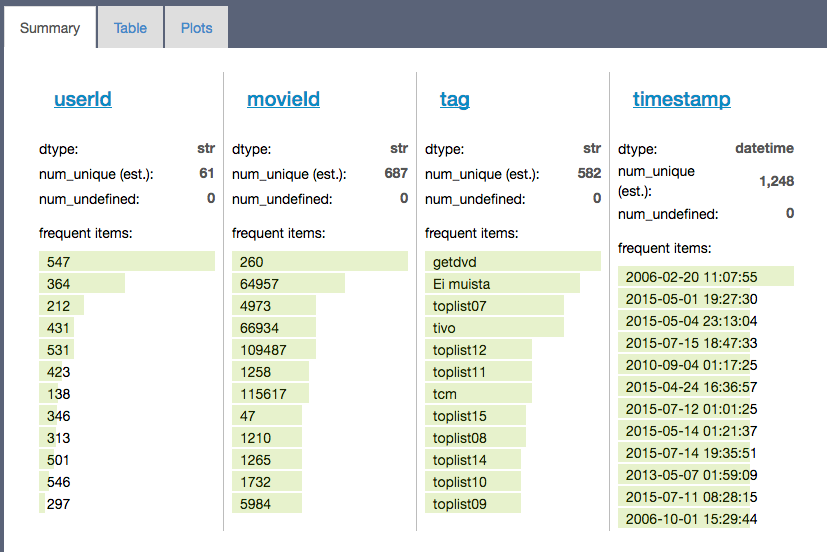 Summary Table Plots
userId
dtype: str
num_unique (est.): 61
num_undefined: 0
frequent items:
547
364
212
431
531
423
138
346
313
501
546
297
movieId
dtype: str
num_unique (est.): 687
num_undefined: 0
frequent items:
260
64957
4973
66934
109487
1258
115617
47
1210
1265
1732
5984
tag
dtype: str
num_unique (est.): 582
num_undefined: 0
frequent items:
getdvd
Ei muista
toplist07
tivo
toplist12
toplist11
tcm
toplist15
toplist08
toplist14
toplist10
toplist09
timestamp
dtype: datetime
num_unique
(est.): 1,248
num_undefined: 0
frequent items:
2006-02-20 11:07:55
2015-05-01 19:27:30
2015-05-04 23:13:04
2015-07-15 18:47:33
2010-09-04 01:17:25
2015-04-24 16:36:57
2015-07-12 01:01:25
2015-05-14 01:21:37
2015-07-14 19:35:51
2013-05-07 01:59:09
2015-07-11 08:28:15
2006-10-01 15:29:44